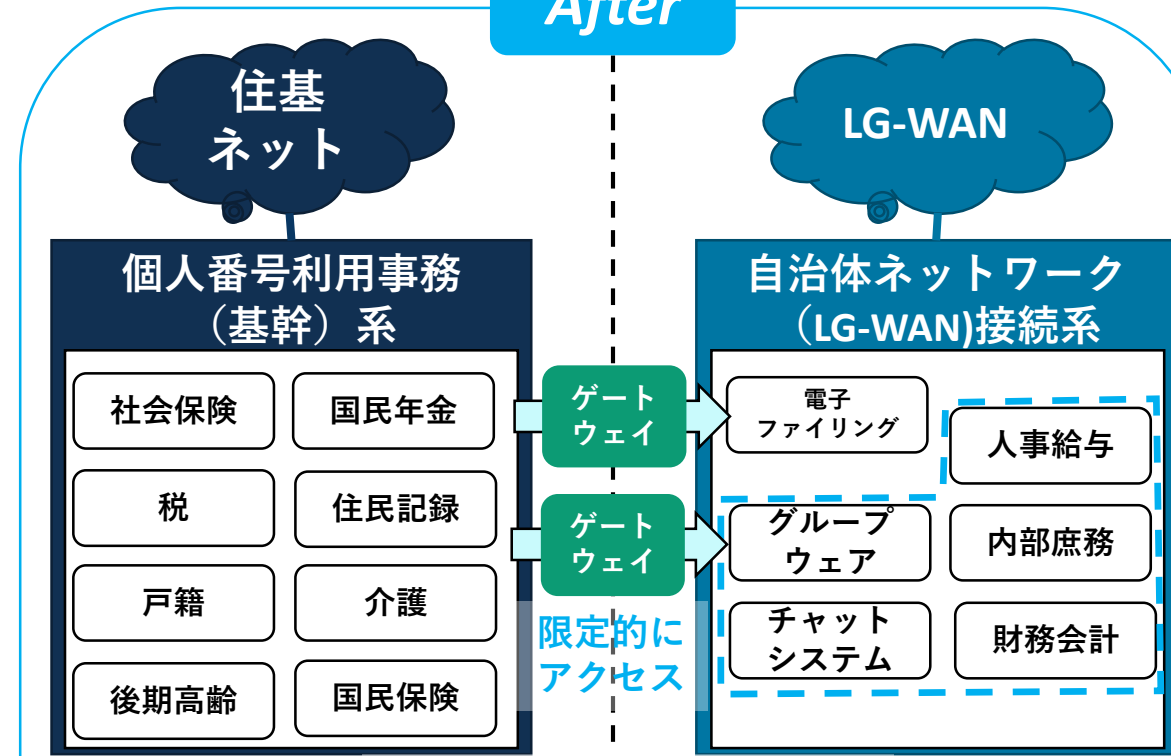 After
住基
ネット
LG-WAN
個人番号利用事務
（基幹）系
社会保険
国民年金
税
住民記録
戸籍
介護
後期高齢
国民保険
ゲート
ウェイ
ゲート
ウェイ
限定的に
アクセス
自治体ネットワーク
（LG-WAN)接続系
電子
ファイリング
人事給与
グループ
ウェア
内部庶務
チャット
システム
財務会計